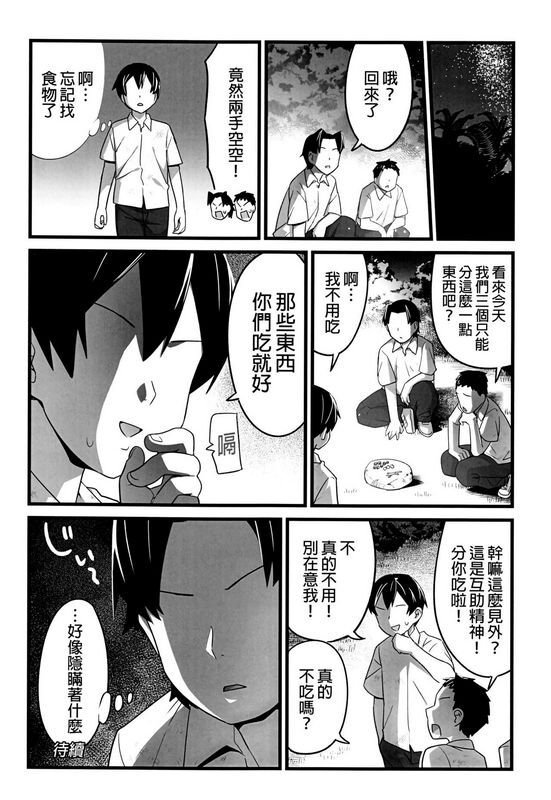 哦？
回來了
竟然兩手空空！
啊…
忘記找
食物了
看來今天
我們三個只能
分這麼一點
東西吧？
啊…
我不用吃
那些東西
你們吃就好
嗝
幹嘛這麼見外？
這是互助精神！
分你吃啦！
不
真的不用！
別在意我！
真的
不吃嗎？
…好像隱瞞著什麼
待續